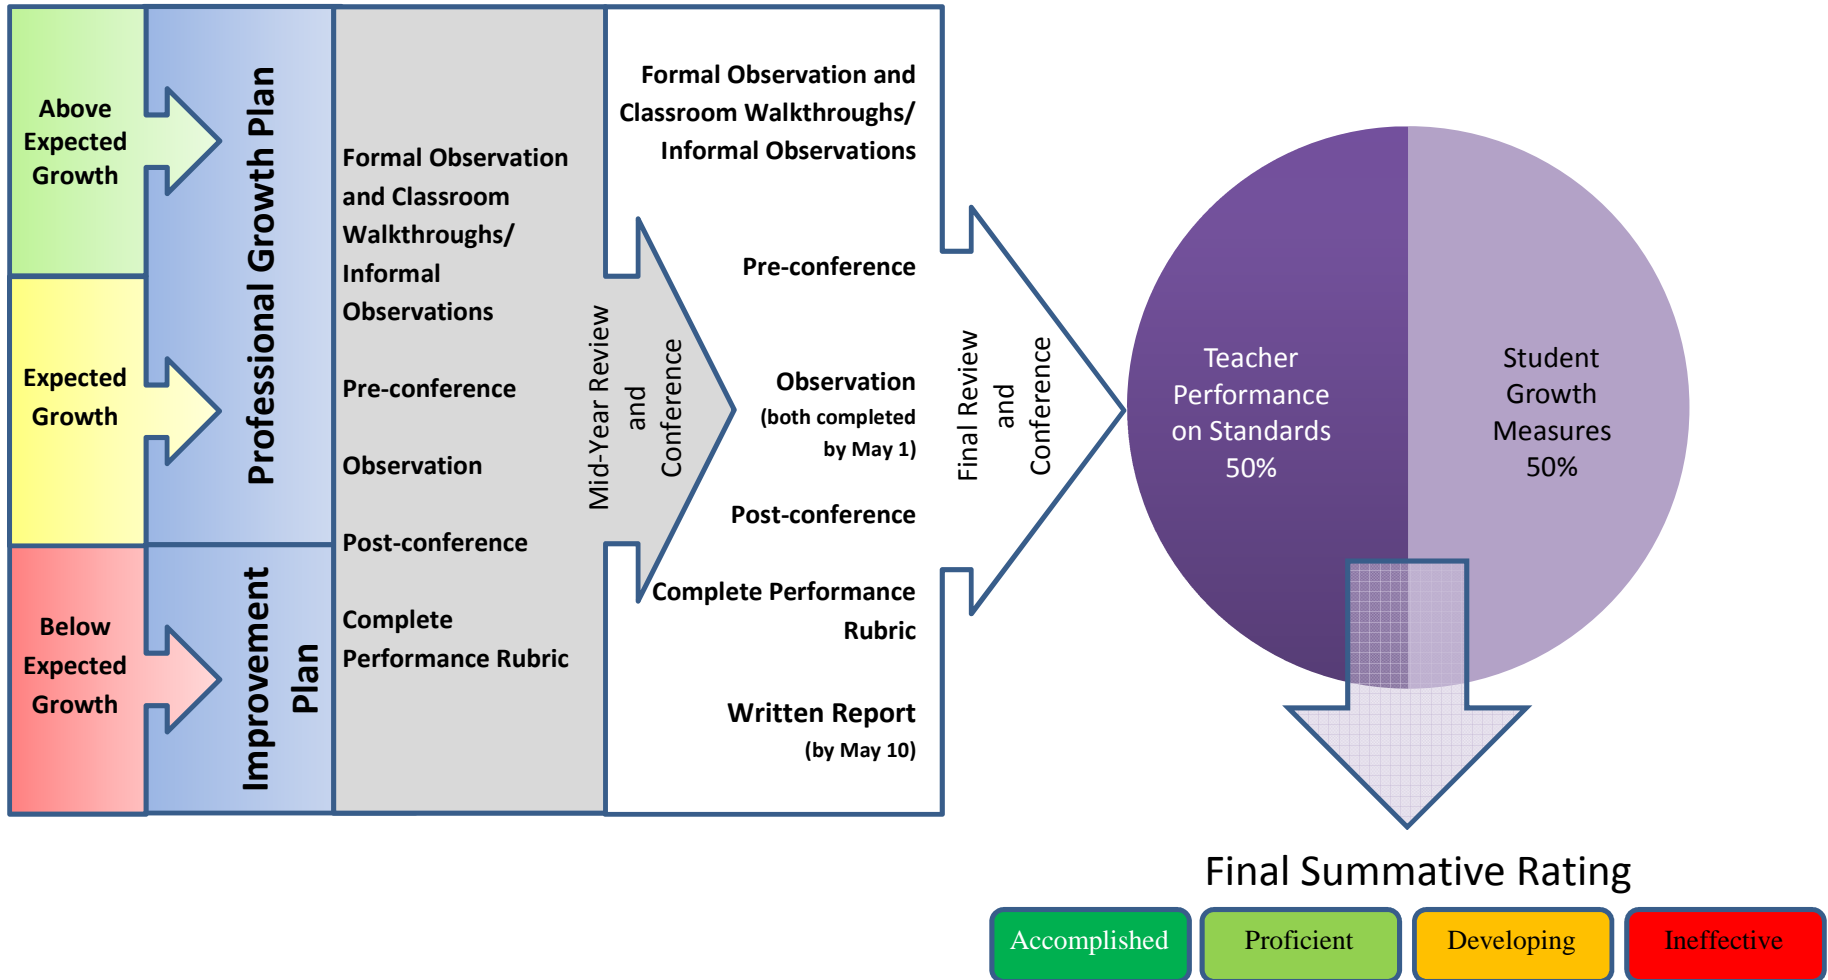 Above
Expected
Growth
Expected
Growth
Below
Expected
Growth
Professional Growth Plan
Improvement
Plan
Formal Observation
and Classroom
Walkthroughs/
Informal
Observations
Pre-conference
Observation
Post-conference
Complete
Performance Rubric
Mid-Year Review
and
Conference
Formal Observation and
Classroom Walkthroughs/
Informal Observations
Pre-conference
Observation
(both completed
by May 1)
Post-conference
Complete Performance
Rubric
Written Report
(by May 10)
Final Review
and
Conference
Teacher
Performance
on Standards
50%
Student
Growth
Measures
50%
Final Summative Rating
Accomplished
Proficient
Developing
Ineffective